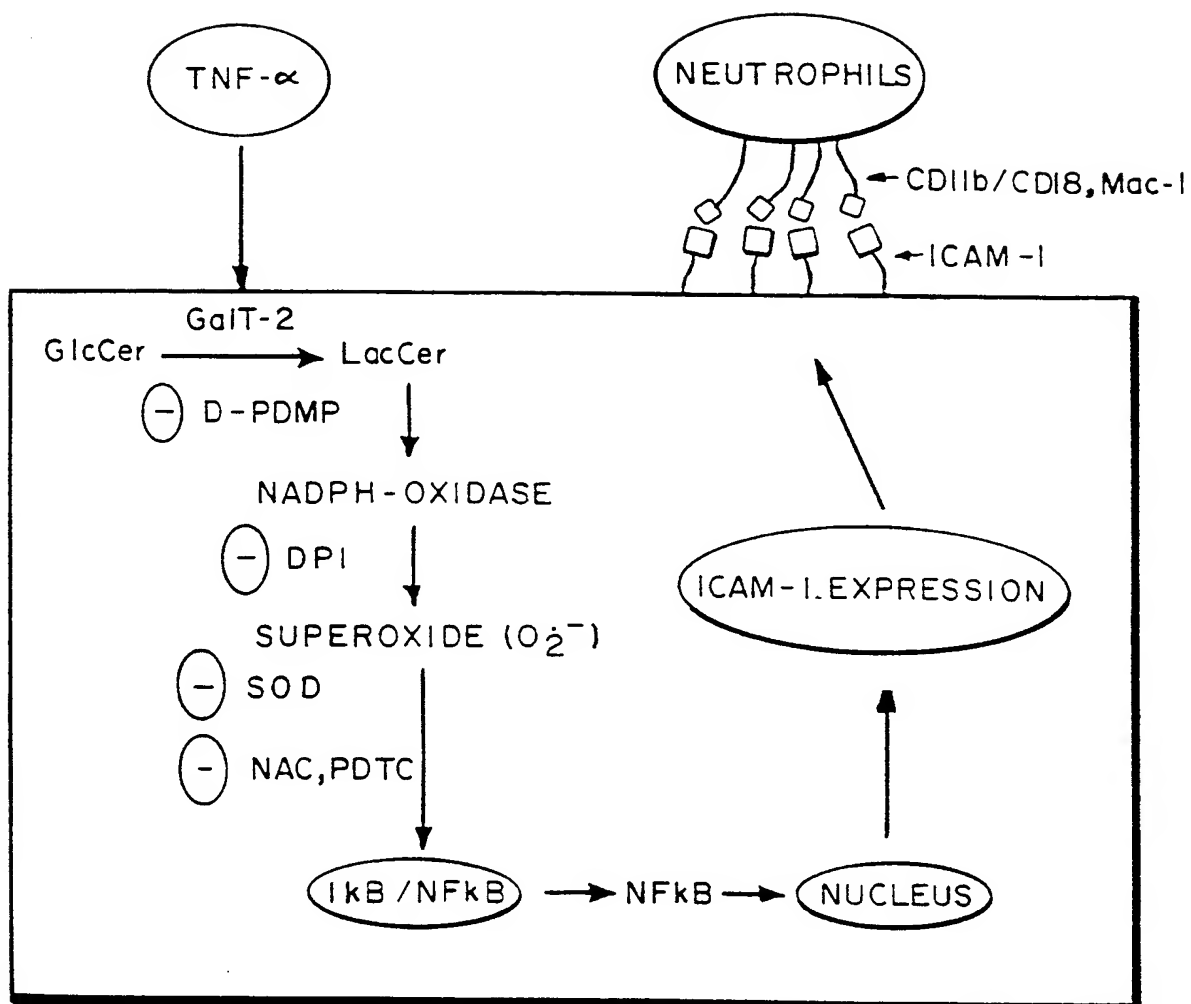 TNF-α
NEUTROPHILS
CD11b/CD18, Mac-1
ICAM-1
GalT-2
GlcCer
LacCer
− D-PDMP
NADPH-OXIDASE
− DPI
SUPEROXIDE (O2˙−)
− SOD
− NAC, PDTC
ICAM-1 EXPRESSION
IkB/NFkB
NFkB
NUCLEUS